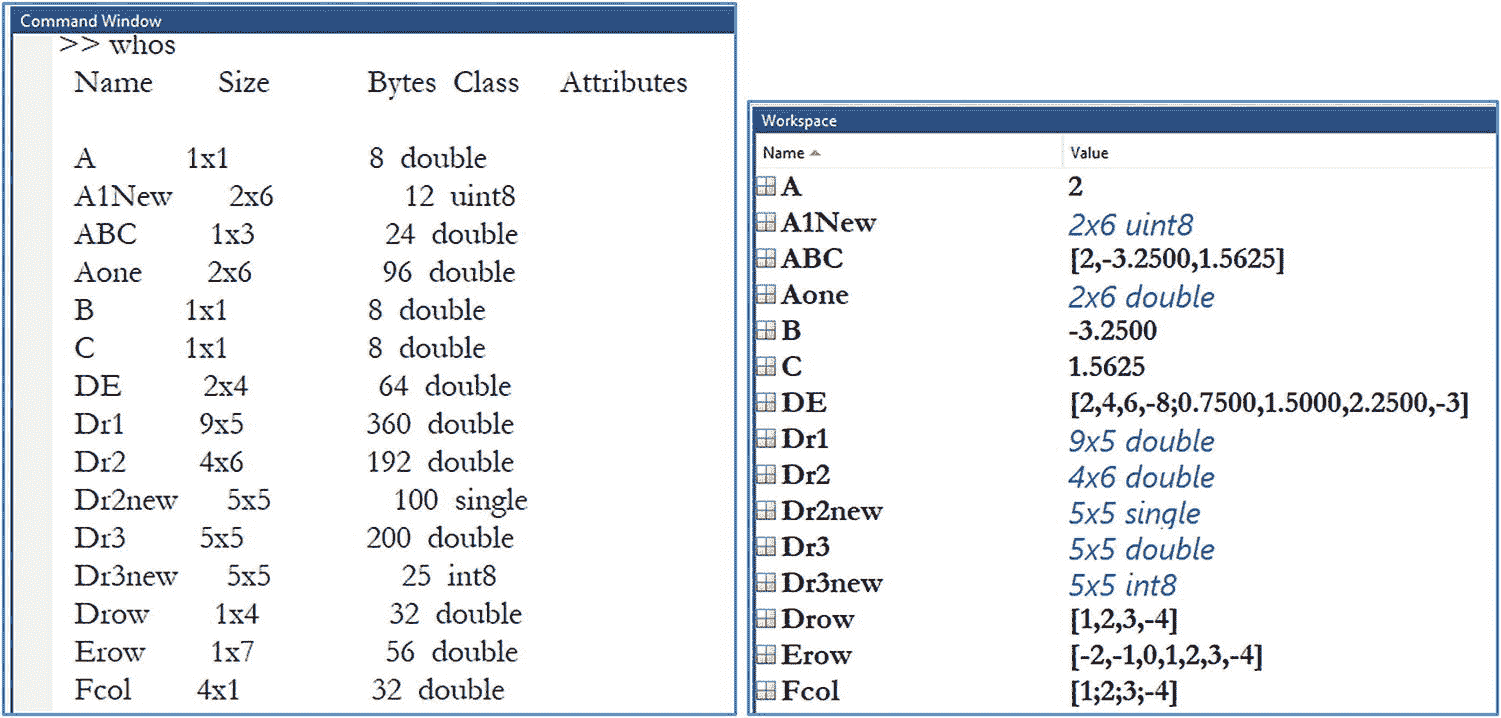 Command Window
>> whos
Name Size Bytes Class Attributes
A 1x1 8 double
A1New 2x6 12 uint8
ABC 1x3 24 double
Aone 2x6 96 double
B 1x1 8 double
C 1x1 8 double
DE 2x4 64 double
Dr1 9x5 360 double
Dr2 4x6 192 double
Dr2new 5x5 100 single
Dr3 5x5 200 double
Dr3new 5x5 25 int8
Drow 1x4 32 double
Erow 1x7 56 double
Fcol 4x1 32 double
Workspace
Name Value
A 2
A1New 2x6 uint8
ABC [2,-3.2500,1.5625]
Aone 2x6 double
B -3.2500
C 1.5625
DE [2,4,6,-8;0.7500,1.5000,2.2500,-3]
Dr1 9x5 double
Dr2 4x6 double
Dr2new 5x5 single
Dr3 5x5 double
Dr3new 5x5 int8
Drow [1,2,3,-4]
Erow [-2,-1,0,1,2,3,-4]
Fcol [1;2;3;-4]